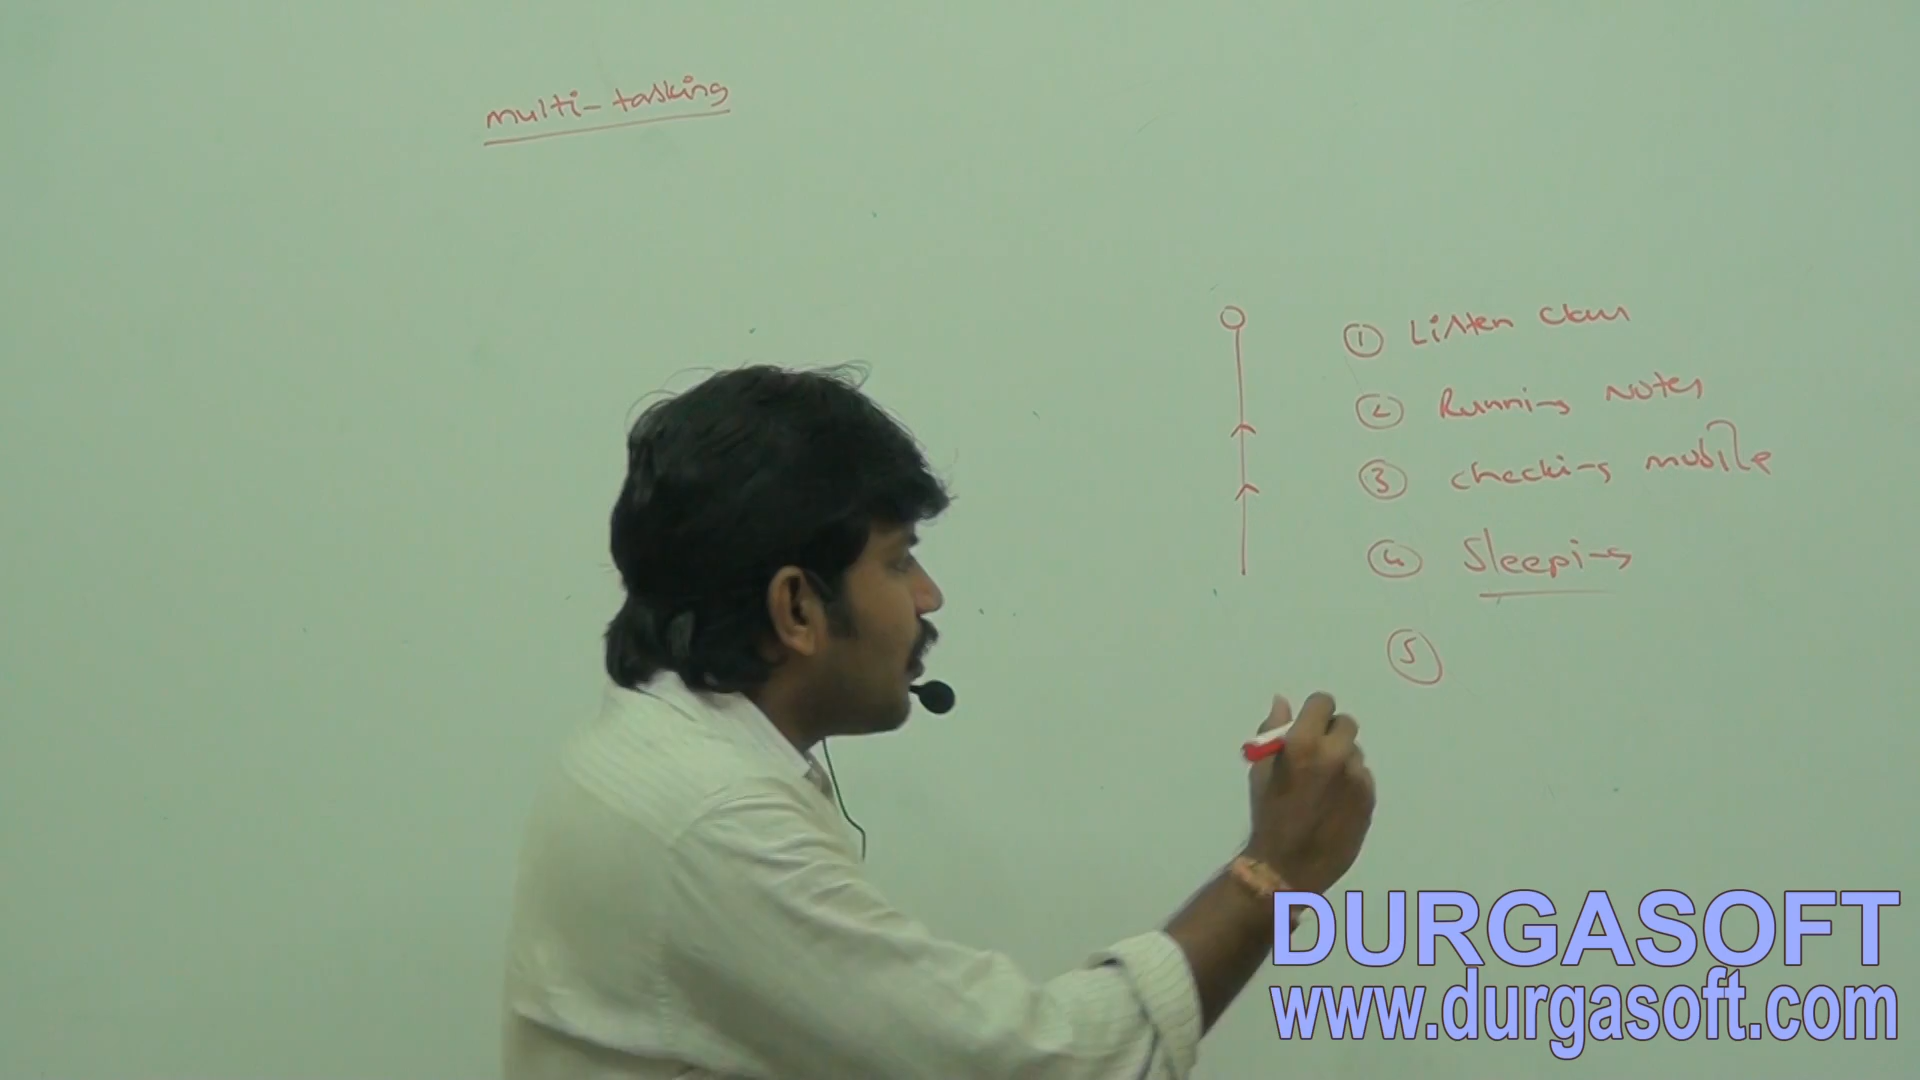 multi-tasking
① Listen class
② Running notes
③ checking mobile
④ Sleeping
⑤
DURGASOFT
www.durgasoft.com